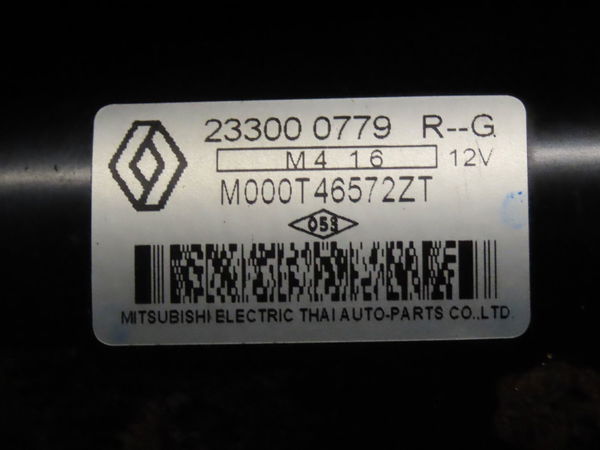 23300 0779 R--G
M4 16 12V
M000T46572ZT
053
MITSUBISHI ELECTRIC THAI AUTO-PARTS CO.,LTD.